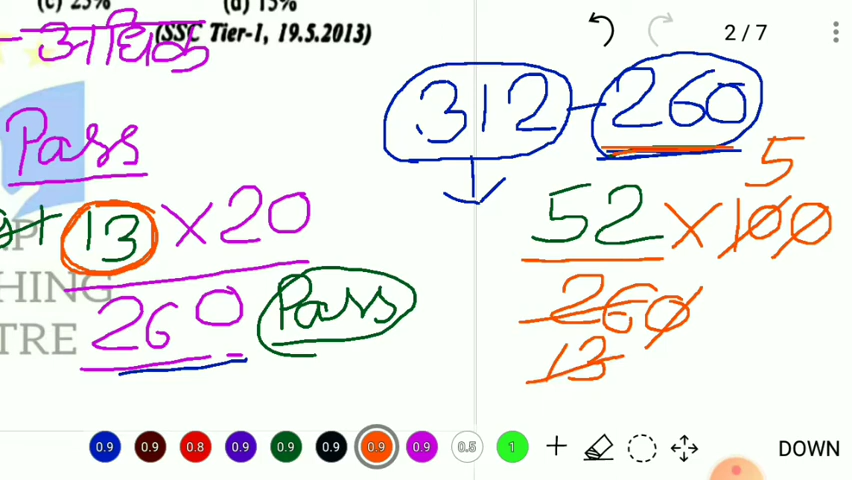 (c) 25% (d) 15%
(SSC Tier-1, 19.5.2013)
2/7
अधिक
312 - 260
Pass
5
13 × 20
52 × 100
260 Pass
260
13
HING
TRE
0.9 0.9 0.8 0.9 0.9 0.9 0.9 0.9 0.5 1
DOWN